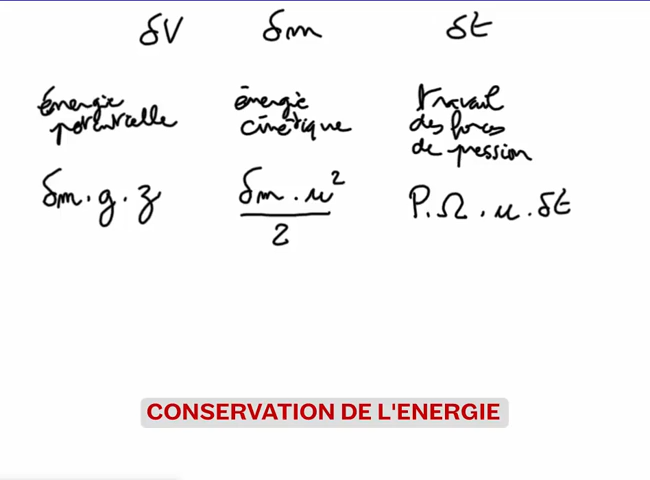 δV δm δt
énergie potentielle
énergie cinétique
travail des forces de pression
δm.g.z
δm.u²
2
P.Ω.u.δt
CONSERVATION DE L'ENERGIE